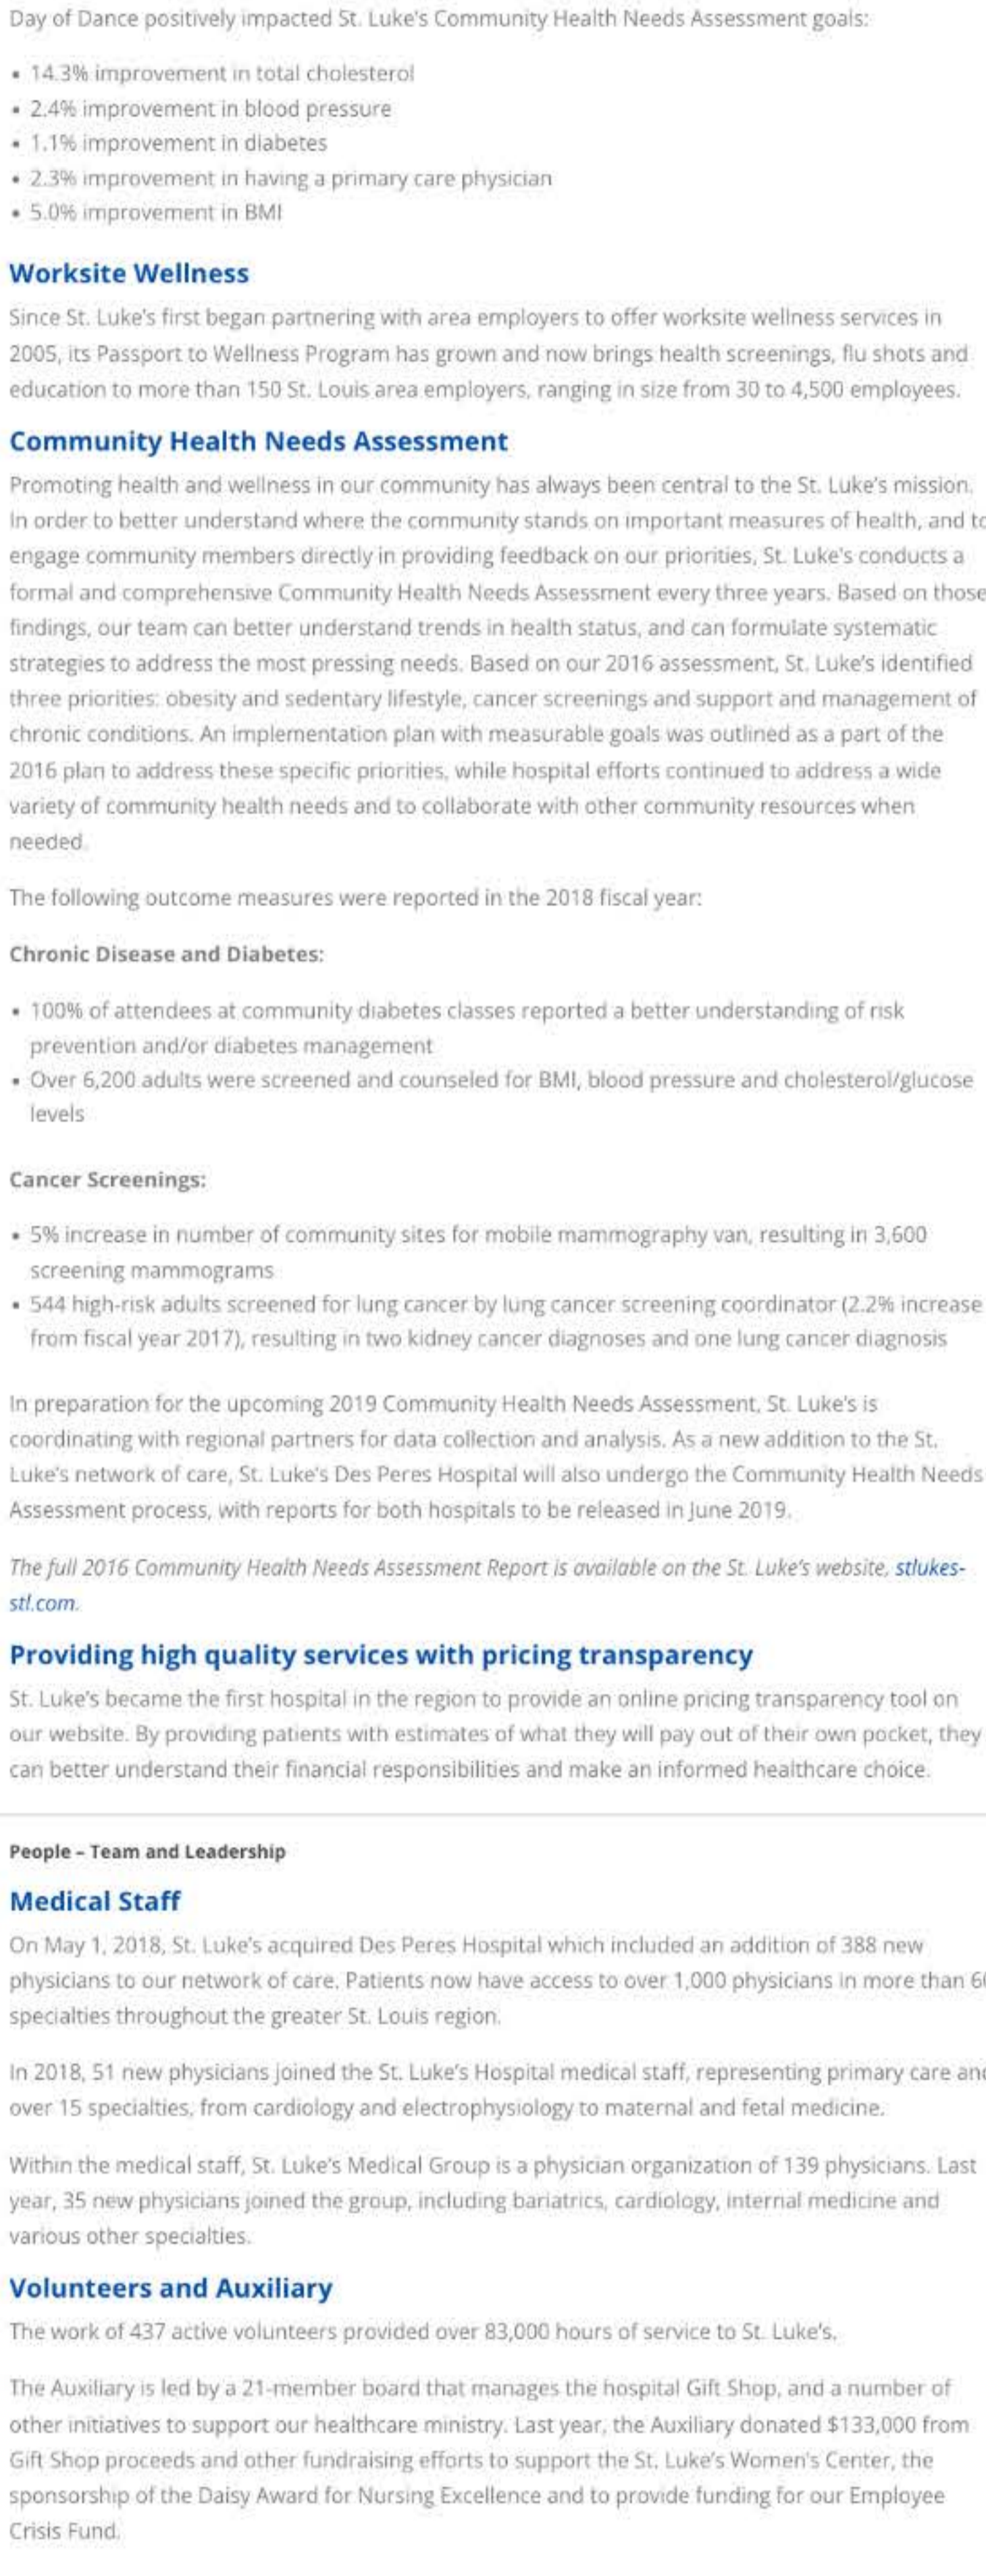 Day of Dance positively impacted St. Luke's Community Health Needs Assessment goals:
• 14.3% improvement in total cholesterol
• 2.4% improvement in blood pressure
• 1.1% improvement in diabetes
• 2.3% improvement in having a primary care physician
• 5.0% improvement in BMI
Worksite Wellness
Since St. Luke's first began partnering with area employers to offer worksite wellness services in
2005, its Passport to Wellness Program has grown and now brings health screenings, flu shots and
education to more than 150 St. Louis area employers, ranging in size from 30 to 4,500 employees.
Community Health Needs Assessment
Promoting health and wellness in our community has always been central to the St. Luke's mission.
In order to better understand where the community stands on important measures of health, and to
engage community members directly in providing feedback on our priorities, St. Luke's conducts a
formal and comprehensive Community Health Needs Assessment every three years. Based on those
findings, our team can better understand trends in health status, and can formulate systematic
strategies to address the most pressing needs. Based on our 2016 assessment, St. Luke's identified
three priorities: obesity and sedentary lifestyle, cancer screenings and support and management of
chronic conditions. An implementation plan with measurable goals was outlined as a part of the
2016 plan to address these specific priorities, while hospital efforts continued to address a wide
variety of community health needs and to collaborate with other community resources when
needed.
The following outcome measures were reported in the 2018 fiscal year:
Chronic Disease and Diabetes:
• 100% of attendees at community diabetes classes reported a better understanding of risk
prevention and/or diabetes management
• Over 6,200 adults were screened and counseled for BMI, blood pressure and cholesterol/glucose
levels
Cancer Screenings:
• 5% increase in number of community sites for mobile mammography van, resulting in 3,600
screening mammograms
• 544 high-risk adults screened for lung cancer by lung cancer screening coordinator (2.2% increase
from fiscal year 2017), resulting in two kidney cancer diagnoses and one lung cancer diagnosis
In preparation for the upcoming 2019 Community Health Needs Assessment, St. Luke's is
coordinating with regional partners for data collection and analysis. As a new addition to the St.
Luke's network of care, St. Luke's Des Peres Hospital will also undergo the Community Health Needs
Assessment process, with reports for both hospitals to be released in June 2019.
The full 2016 Community Health Needs Assessment Report is available on the St. Luke's website, stlukes-
stl.com.
Providing high quality services with pricing transparency
St. Luke's became the first hospital in the region to provide an online pricing transparency tool on
our website. By providing patients with estimates of what they will pay out of their own pocket, they
can better understand their financial responsibilities and make an informed healthcare choice.
People – Team and Leadership
Medical Staff
On May 1, 2018, St. Luke's acquired Des Peres Hospital which included an addition of 388 new
physicians to our network of care. Patients now have access to over 1,000 physicians in more than
specialties throughout the greater St. Louis region.
In 2018, 51 new physicians joined the St. Luke's Hospital medical staff, representing primary care and
over 15 specialties, from cardiology and electrophysiology to maternal and fetal medicine.
Within the medical staff, St. Luke's Medical Group is a physician organization of 139 physicians. Last
year, 35 new physicians joined the group, including bariatrics, cardiology, internal medicine and
various other specialties.
Volunteers and Auxiliary
The work of 437 active volunteers provided over 83,000 hours of service to St. Luke's.
The Auxiliary is led by a 21-member board that manages the hospital Gift Shop, and a number of
other initiatives to support our healthcare ministry. Last year, the Auxiliary donated $133,000 from
Gift Shop proceeds and other fundraising efforts to support the St. Luke's Women's Center, the
sponsorship of the Daisy Award for Nursing Excellence and to provide funding for our Employee
Crisis Fund.